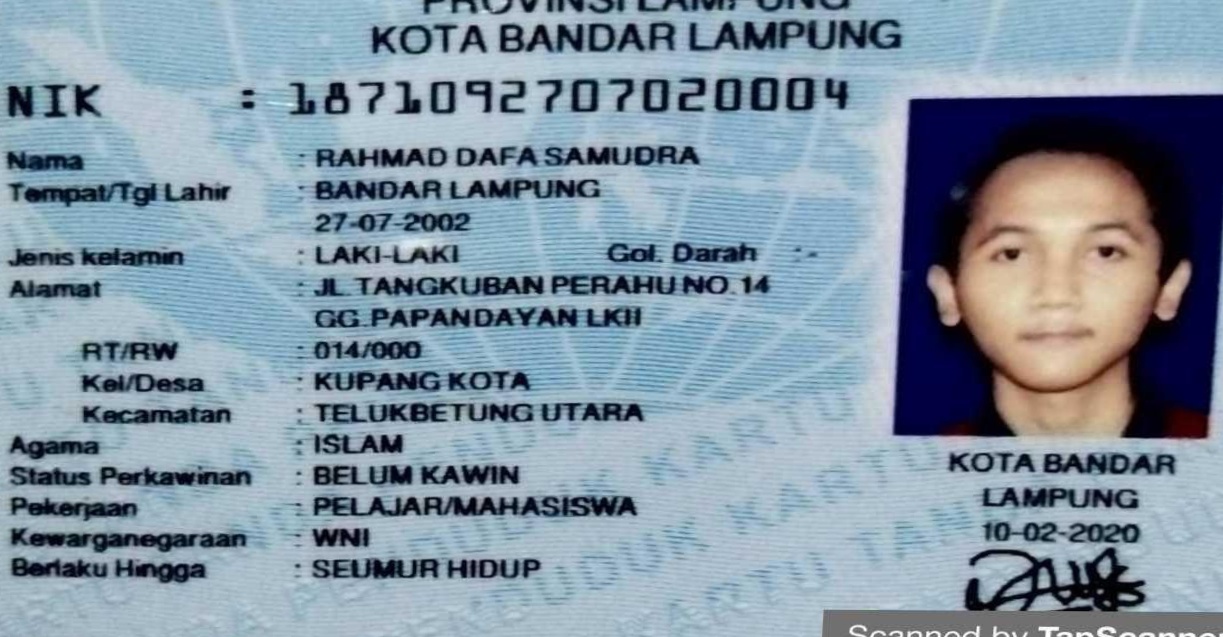 PROVINSI LAMPUNG
KOTA BANDAR LAMPUNG
NIK : 1871092707020004
Nama : RAHMAD DAFA SAMUDRA
Tempat/Tgl Lahir : BANDAR LAMPUNG
27-07-2002
Jenis kelamin : LAKI-LAKI Gol. Darah : -
Alamat : JL. TANGKUBAN PERAHU NO.14
GG.PAPANDAYAN LKII
RT/RW : 014/000
Kel/Desa : KUPANG KOTA
Kecamatan : TELUKBETUNG UTARA
Agama : ISLAM
Status Perkawinan : BELUM KAWIN
Pekerjaan : PELAJAR/MAHASISWA
Kewarganegaraan : WNI
Berlaku Hingga : SEUMUR HIDUP
KOTA BANDAR
LAMPUNG
10-02-2020
Scanned by TapScanner